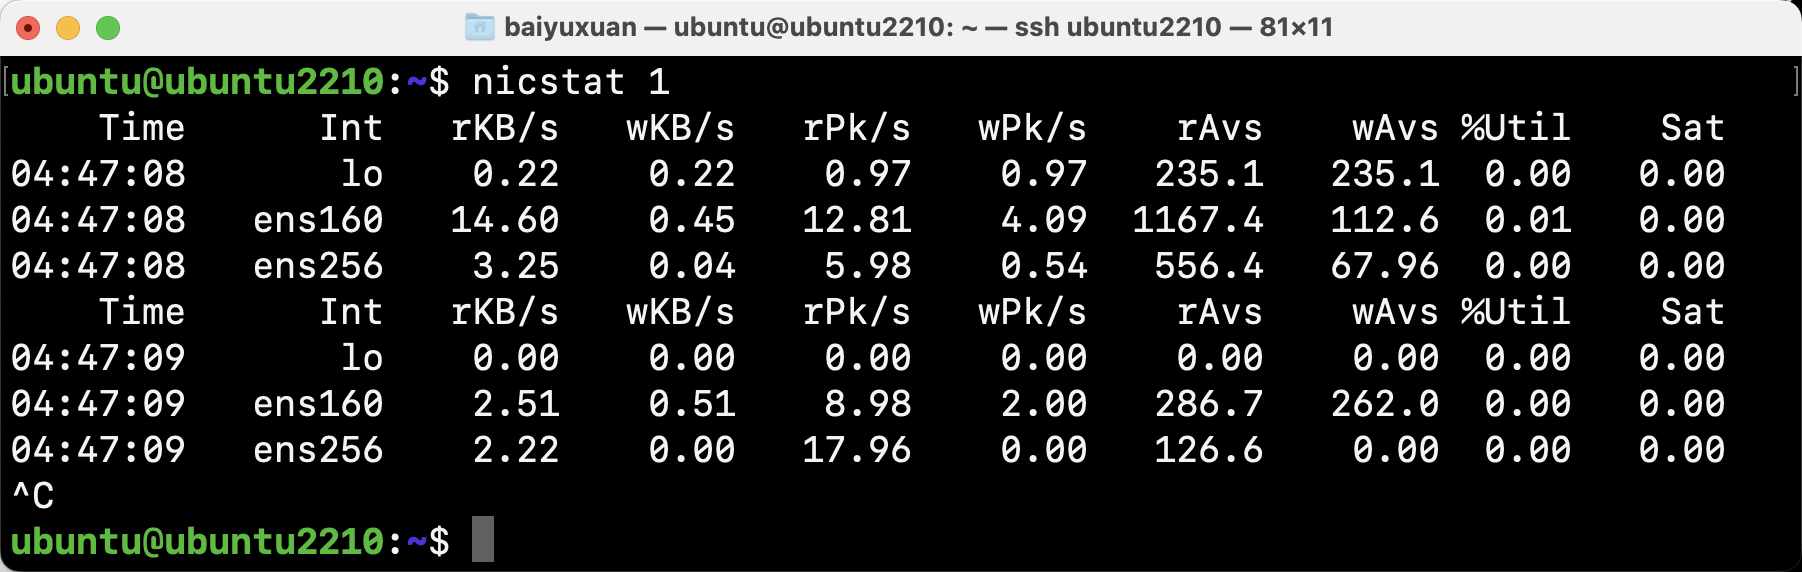 baiyuxuan — ubuntu@ubuntu2210: ~ — ssh ubuntu2210 — 81×11
[ubuntu@ubuntu2210:~$ nicstat 1 ]
    Time      Int   rKB/s   wKB/s   rPk/s   wPk/s    rAvs    wAvs %Util    Sat
04:47:08       lo    0.22    0.22    0.97    0.97   235.1   235.1  0.00   0.00
04:47:08   ens160   14.60    0.45   12.81    4.09  1167.4   112.6  0.01   0.00
04:47:08   ens256    3.25    0.04    5.98    0.54   556.4   67.96  0.00   0.00
    Time      Int   rKB/s   wKB/s   rPk/s   wPk/s    rAvs    wAvs %Util    Sat
04:47:09       lo    0.00    0.00    0.00    0.00    0.00    0.00  0.00   0.00
04:47:09   ens160    2.51    0.51    8.98    2.00   286.7   262.0  0.00   0.00
04:47:09   ens256    2.22    0.00   17.96    0.00   126.6    0.00  0.00   0.00
^C
ubuntu@ubuntu2210:~$